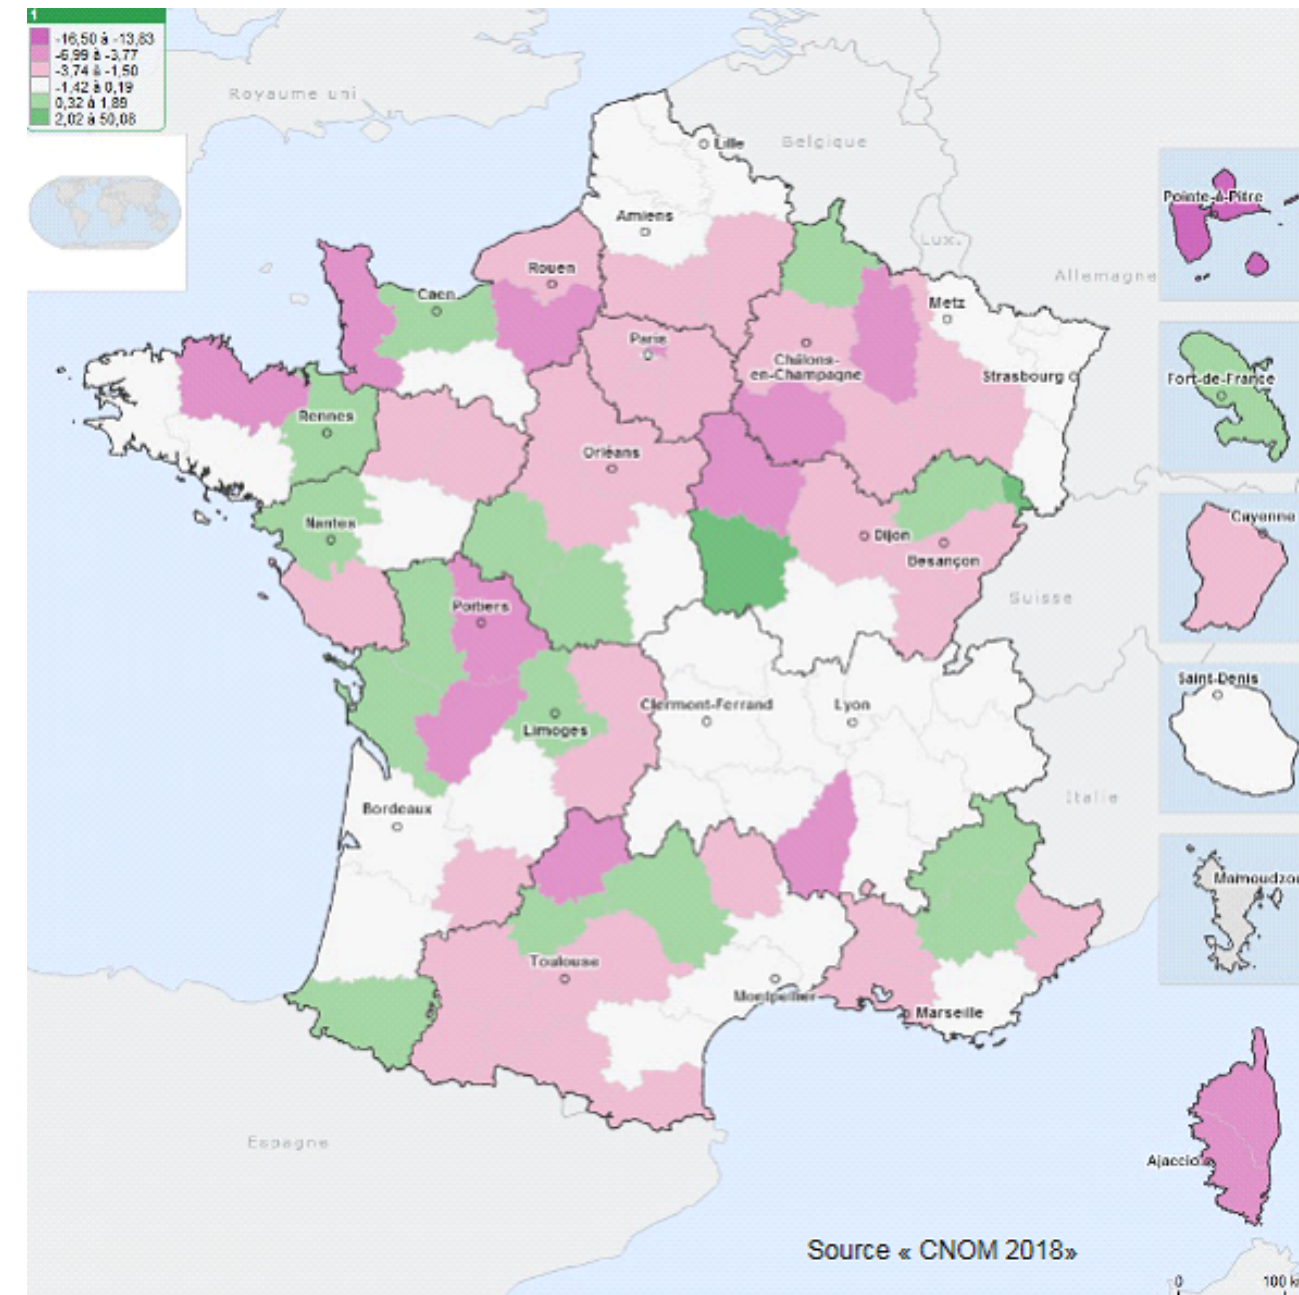 1
-16,50 à -13,83
-6,99 à -3,77
-3,74 à -1,50
-1,42 à 0,19
0,32 à 1,89
2,02 à 50,08
Royaume uni
Belgique
Lille
Pointe-à-Pitre
Amiens
Lux.
Allemagne
Rouen
Caen
Metz
Paris
Châlons-
en-Champagne
Strasbourg
Fort-de-France
Rennes
Orléans
Nantes
Dijon
Cayenne
Besançon
Suisse
Poitiers
Saint-Denis
Clermont-Ferrand
Lyon
Limoges
Italie
Bordeaux
Mamoudzou
Toulouse
Montpellier
Marseille
Espagne
Ajaccio
Source « CNOM 2018»
0
100 k